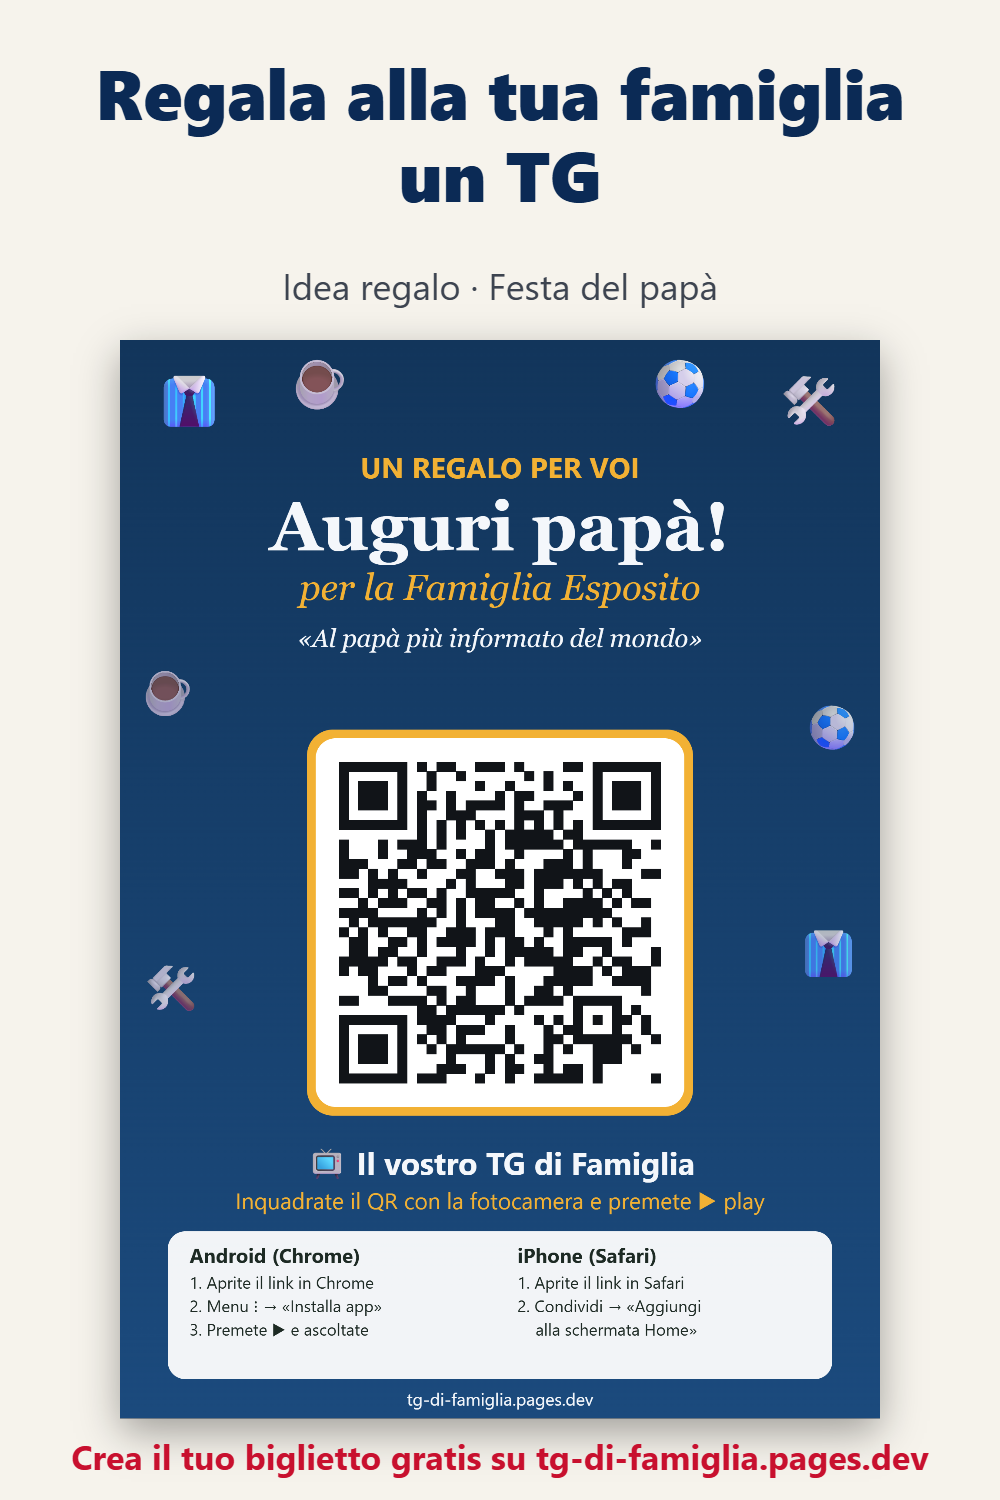 Regala alla tua famiglia
un TG
Idea regalo · Festa del papà
UN REGALO PER VOI
Auguri papà!
per la Famiglia Esposito
«Al papà più informato del mondo»
Il vostro TG di Famiglia
Inquadrate il QR con la fotocamera e premete ▶ play
Android (Chrome)
1. Aprite il link in Chrome
2. Menu ⋮ → «Installa app»
3. Premete ▶ e ascoltate
iPhone (Safari)
1. Aprite il link in Safari
2. Condividi → «Aggiungi
alla schermata Home»
tg-di-famiglia.pages.dev
Crea il tuo biglietto gratis su tg-di-famiglia.pages.dev